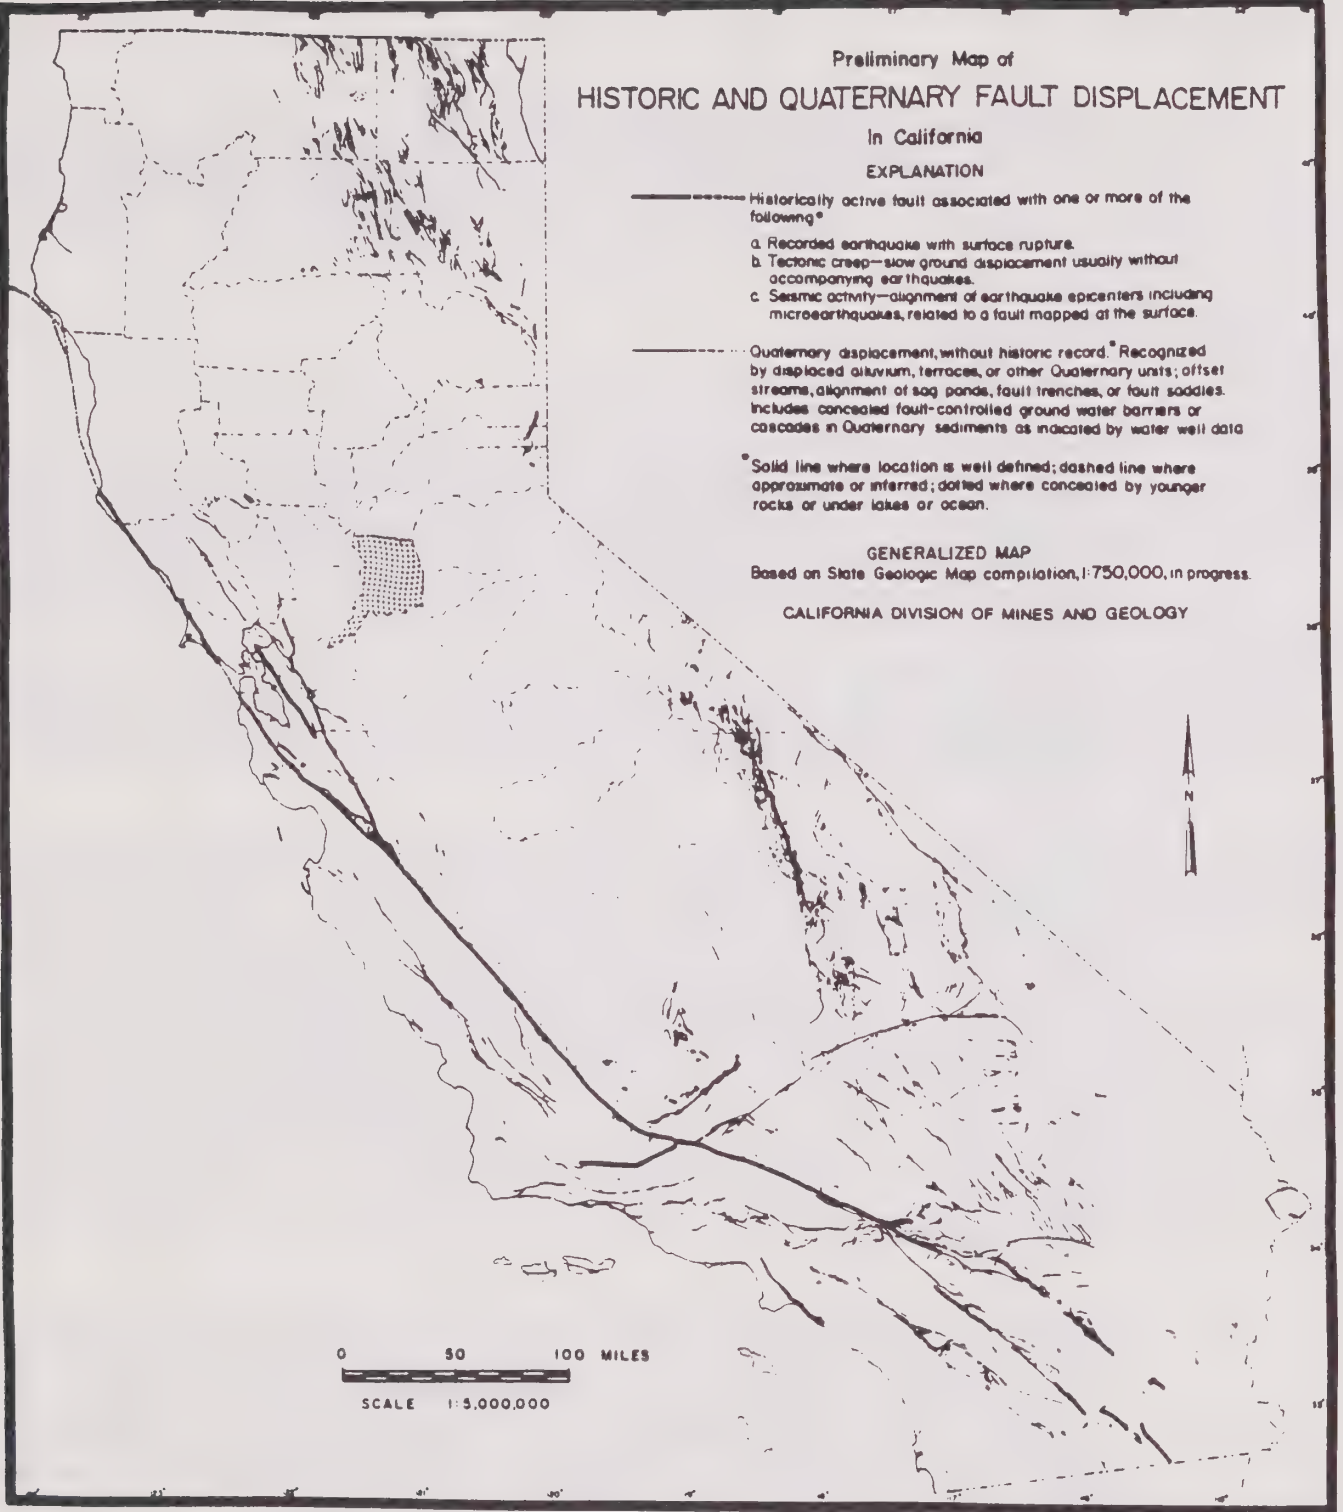 Preliminary Map of
HISTORIC AND QUATERNARY FAULT DISPLACEMENT
In California
EXPLANATION
Historically active fault associated with one or more of the
following*
a. Recorded earthquake with surface rupture.
b. Tectonic creep—slow ground displacement usually without
accompanying earthquakes.
c. Seismic activity—alignment of earthquake epicenters including
microearthquakes, related to a fault mapped at the surface.
Quaternary displacement, without historic record.* Recognized
by displaced alluvium, terraces, or other Quaternary units; offset
streams, alignment of sag ponds, fault trenches, or fault saddles.
Includes concealed fault-controlled ground water barriers or
cascades in Quaternary sediments as indicated by water well data
*Solid line where location is well defined; dashed line where
approximate or inferred; dotted where concealed by younger
rocks or under lakes or ocean.
GENERALIZED MAP
Based on State Geologic Map compilation, 1:750,000, in progress.
CALIFORNIA DIVISION OF MINES AND GEOLOGY
N
0 50 100 MILES
SCALE 1:5,000,000